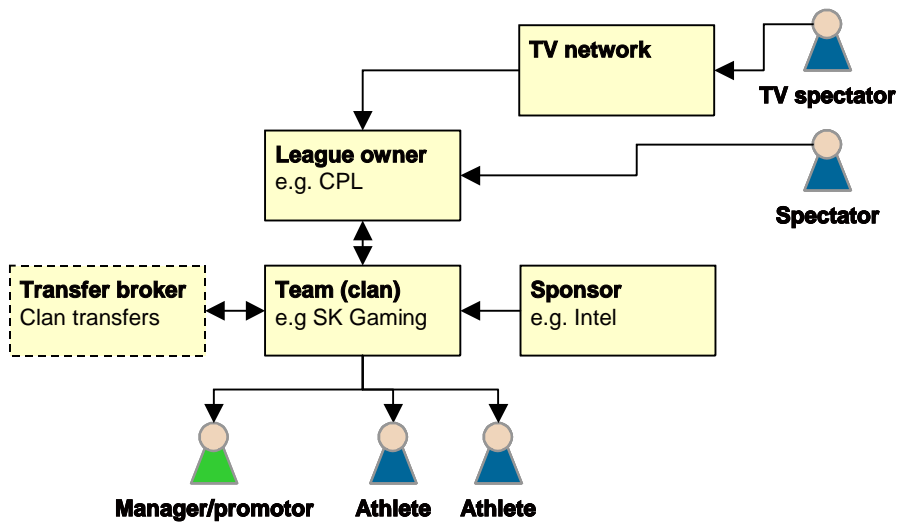 TV network
TV spectator
League owner
e.g. CPL
Spectator
Transfer broker
Clan transfers
Team (clan)
e.g SK Gaming
Sponsor
e.g. Intel
Manager/promotor
Athlete
Athlete